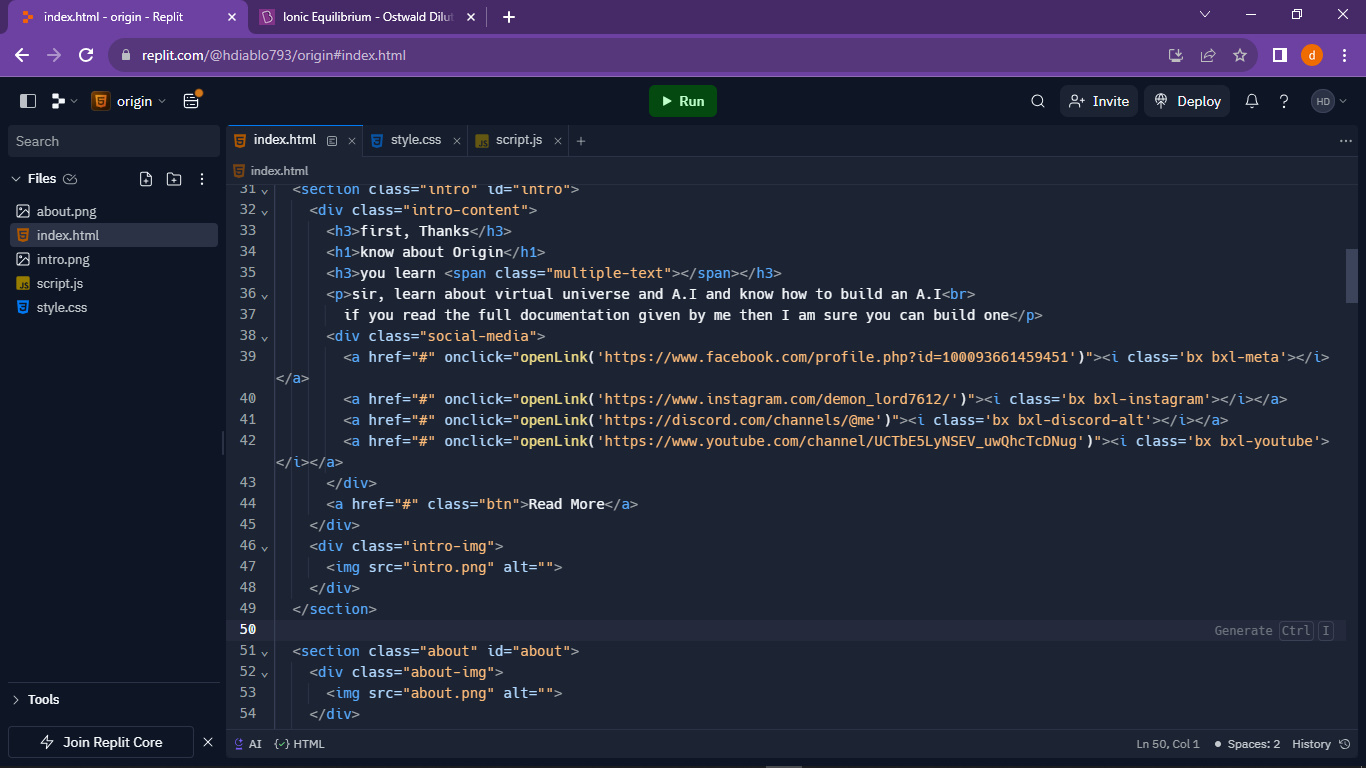 index.html - origin - Replit
Ionic Equilibrium - Ostwald Dilut
replit.com/@hdiablo793/origin#index.html
d
origin
Run
Invite
Deploy
HD
Search
index.html
style.css
script.js
Files
index.html
about.png
index.html
intro.png
script.js
style.css
31 <section class="intro" id="intro">
32 <div class="intro-content">
33 <h3>first, Thanks</h3>
34 <h1>know about Origin</h1>
35 <h3>you learn <span class="multiple-text"></span></h3>
36 <p>sir, learn about virtual universe and A.I and know how to build an A.I<br>
37 if you read the full documentation given by me then I am sure you can build one</p>
38 <div class="social-media">
39 <a href="#" onclick="openLink('https://www.facebook.com/profile.php?id=100093661459451')"><i class='bx bxl-meta'></i>
</a>
40 <a href="#" onclick="openLink('https://www.instagram.com/demon_lord7612/')"><i class='bx bxl-instagram'></i></a>
41 <a href="#" onclick="openLink('https://discord.com/channels/@me')"><i class='bx bxl-discord-alt'></i></a>
42 <a href="#" onclick="openLink('https://www.youtube.com/channel/UCTbE5LyNSEV_uwQhcTcDNug')"><i class='bx bxl-youtube'>
</i></a>
43 </div>
44 <a href="#" class="btn">Read More</a>
45 </div>
46 <div class="intro-img">
47 <img src="intro.png" alt="">
48 </div>
49 </section>
50
Generate Ctrl I
51 <section class="about" id="about">
52 <div class="about-img">
53 <img src="about.png" alt="">
54 </div>
Tools
Join Replit Core
AI
HTML
Ln 50, Col 1
Spaces: 2
History